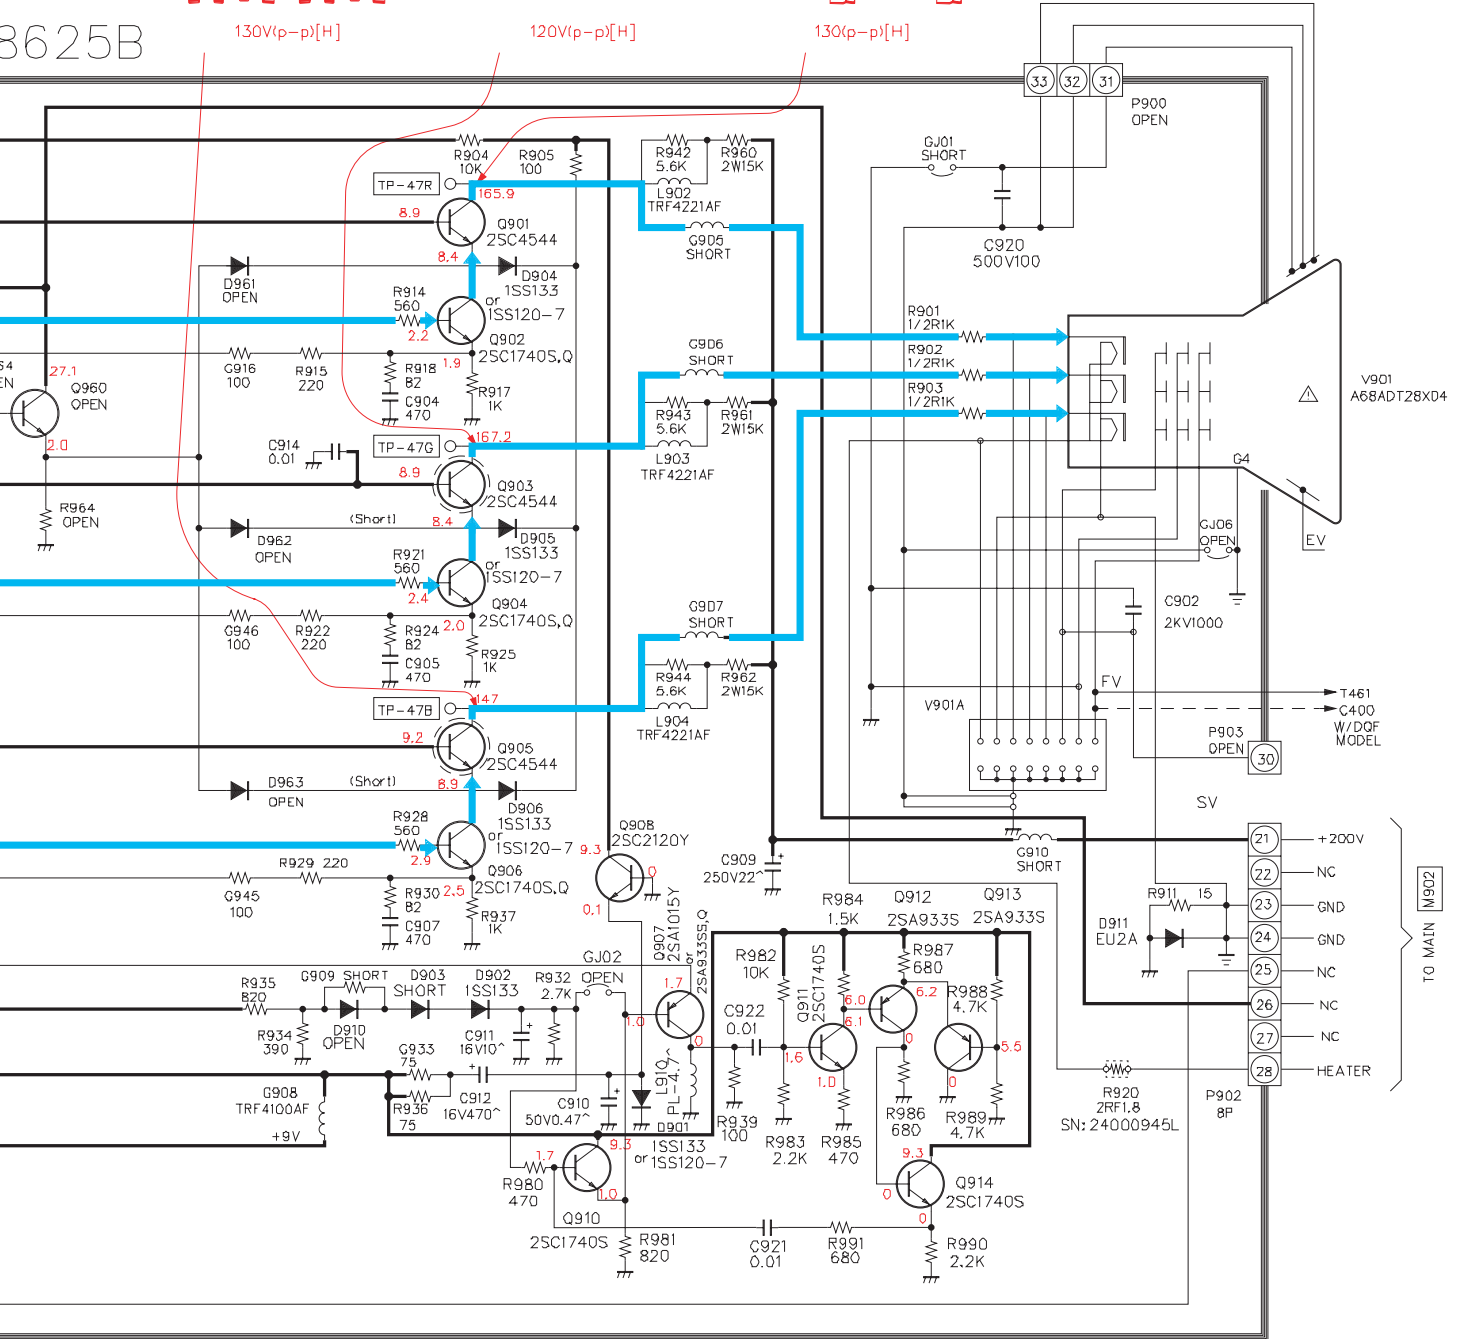 8625B
130V(p-p)[H]
120V(p-p)[H]
130(p-p)[H]
33
32
31
P900
OPEN
GJ01
SHORT
R904
10K
R905
100
R942
5.6K
R960
2W15K
TP-47R
165.9
L902
TRF4221AF
8.9
Q901
2SC4544
G905
SHORT
C920
500V100
8.4
D961
OPEN
D904
1SS133
or
1SS120-7
R914
560
2.2
Q902
2SC1740S,Q
R901
1/2R1K
R902
1/2R1K
R903
1/2R1K
G906
SHORT
G916
100
R915
220
R918
82
C904
470
1.9
R917
1K
27.1
Q960
OPEN
V901
A68ADT28X04
R943
5.6K
R961
2W15K
2.0
C914
0.01
TP-47G
167.2
L903
TRF4221AF
G4
8.9
Q903
2SC4544
R964
OPEN
(Short)
8.4
D962
OPEN
D905
1SS133
or
1SS120-7
GJ06
OPEN
EV
R921
560
2.4
Q904
2SC1740S,Q
G907
SHORT
C902
2KV1000
G946
100
R922
220
R924
82
C905
470
2.0
R925
1K
R944
5.6K
R962
2W15K
FV
T461
C400
W/DQF
MODEL
TP-47B
147
L904
TRF4221AF
V901A
9.2
Q905
2SC4544
P903
OPEN
30
D963
OPEN
(Short)
8.9
D906
1SS133
or
1SS120-7
SV
R928
560
2.9
Q906
2SC1740S,Q
Q908
2SC2120Y
9.3
0
0.1
C909
250V22^
G910
SHORT
21
+200V
22
NC
23
GND
24
GND
25
NC
26
NC
27
NC
28
HEATER
TO MAIN
M902
P902
8P
R929 220
G945
100
R930
82
C907
470
2.5
R937
1K
Q907
2SA1015Y
or
2SA933S,Q
R911 15
D911
EU2A
R984
1.5K
Q912
2SA933S
Q913
2SA933S
R982
10K
Q911
2SC1740S
R987
680
R988
4.7K
GJ02
OPEN
R935
820
G909 SHORT
D903
SHORT
D902
1SS133
R932
2.7K
1.7
1.0
0
R934
390
D910
OPEN
C911
16V10^
C922
0.01
6.0
6.1
6.2
5.5
1.6
1.0
0
0
G933
75
R936
75
C912
16V470^
C910
50V0.47^
L910
PL-4.7^
D901
1SS133
or 1SS120-7
G908
TRF4100AF
+9V
R939
100
R983
2.2K
R985
470
R986
680
R989
4.7K
R920
2RF1.8
SN:24000945L
9.3
1.7
1.0
R980
470
Q910
2SC1740S
R981
820
C921
0.01
R991
680
9.3
0
0
Q914
2SC1740S
R990
2.2K